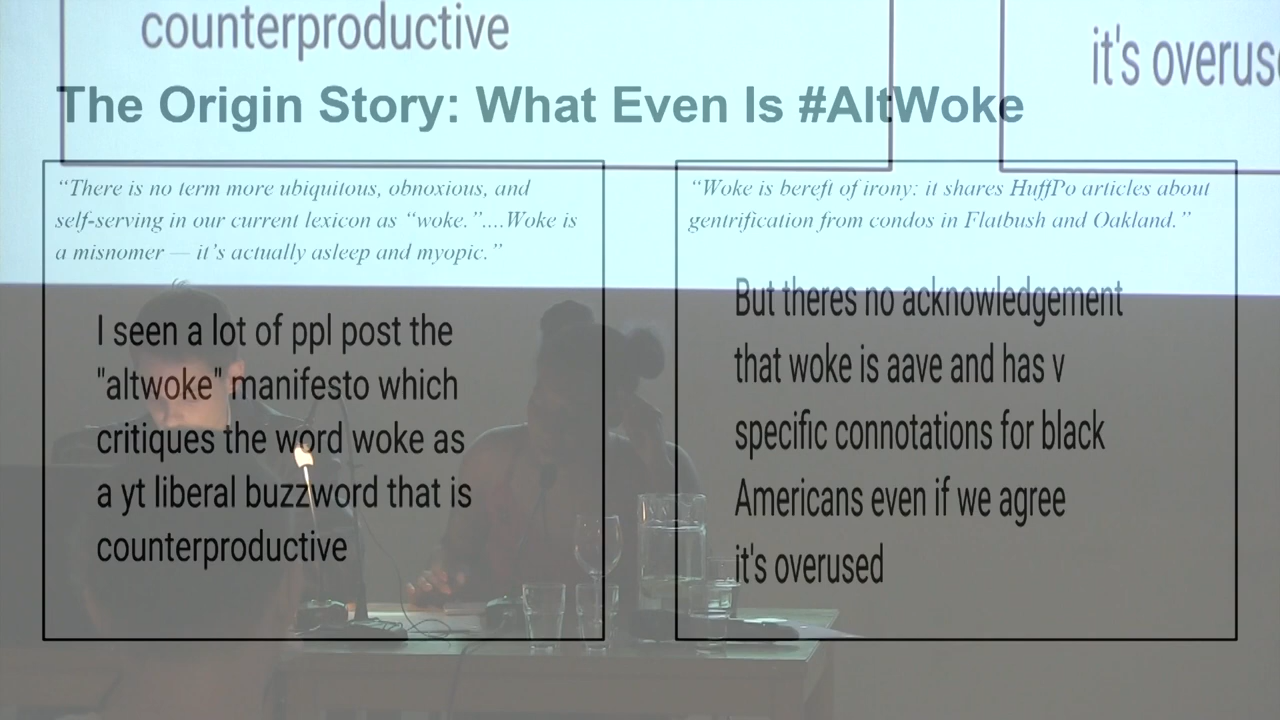 counterproductive
it's overus
The Origin Story: What Even Is #AltWoke
“There is no term more ubiquitous, obnoxious, and
self-serving in our current lexicon as “woke.”....Woke is
a misnomer — it’s actually asleep and myopic.”
I seen a lot of ppl post the
"altwoke" manifesto which
critiques the word woke as
a yt liberal buzzword that is
counterproductive
“Woke is bereft of irony: it shares HuffPo articles about
gentrification from condos in Flatbush and Oakland.”
But theres no acknowledgement
that woke is aave and has v
specific connotations for black
Americans even if we agree
it's overused